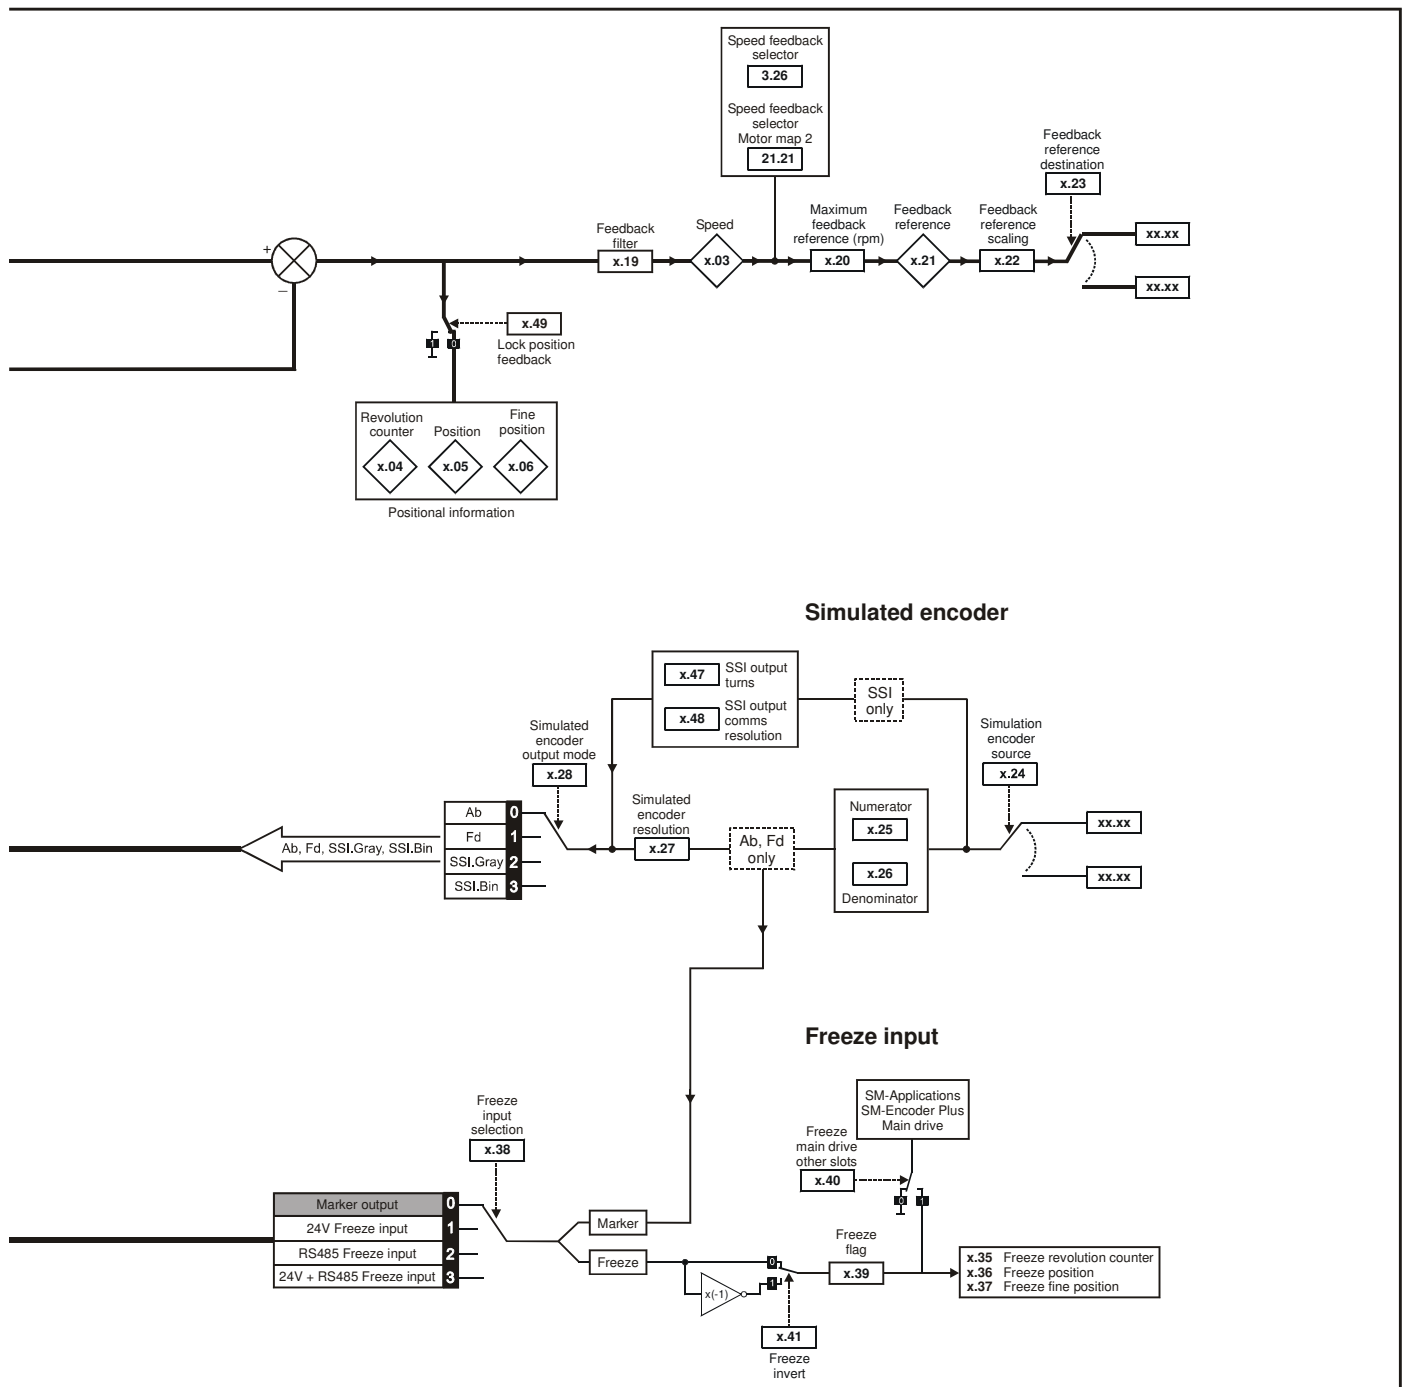 Speed feedback
selector
3.26
Speed feedback
selector
Motor map 2
21.21
Feedback
reference
destination
x.23
Feedback
filter
x.19
Speed
x.03
Maximum
feedback
reference (rpm)
x.20
Feedback
reference
x.21
Feedback
reference
scaling
x.22
xx.xx
xx.xx
+
−
x.49
Lock position
feedback
1
0
Revolution
counter
x.04
Position
x.05
Fine
position
x.06
Positional information
Simulated encoder
x.47
SSI output
turns
x.48
SSI output
comms
resolution
SSI
only
Simulation
encoder
source
x.24
Simulated
encoder
output mode
x.28
Simulated
encoder
resolution
x.27
Ab, Fd
only
Numerator
x.25
x.26
Denominator
xx.xx
xx.xx
Ab, Fd, SSI.Gray, SSI.Bin
Ab 0
Fd 1
SSI.Gray 2
SSI.Bin 3
Freeze input
SM-Applications
SM-Encoder Plus
Main drive
Freeze
main drive
other slots
x.40
0
1
Freeze
input
selection
x.38
Marker output 0
24V Freeze input 1
RS485 Freeze input 2
24V + RS485 Freeze input 3
Marker
Freeze
x(-1)
0
1
x.41
Freeze
invert
Freeze
flag
x.39
x.35 Freeze revolution counter
x.36 Freeze position
x.37 Freeze fine position